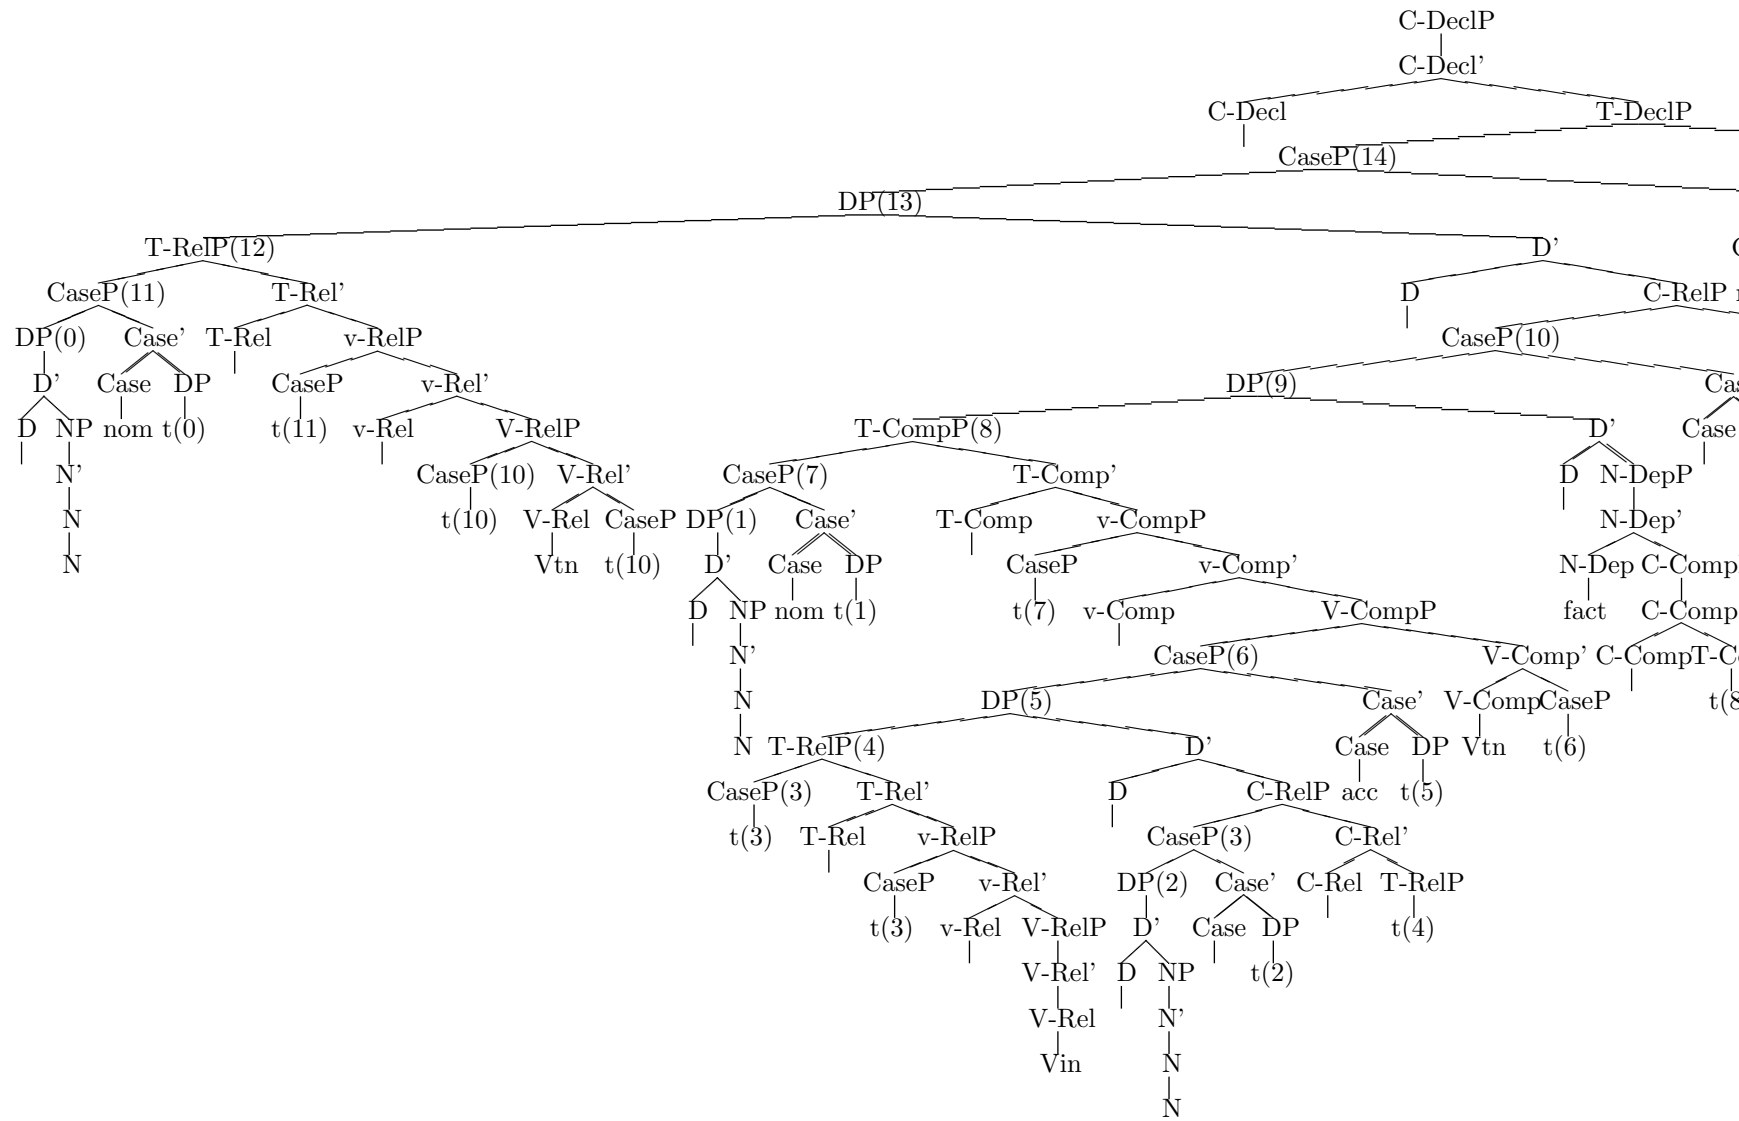 C-DeclP
C-Decl'
C-Decl T-DeclP
CaseP(14)
DP(13)
T-RelP(12) D'
CaseP(11) T-Rel' D C-RelP
DP(0) Case' T-Rel v-RelP CaseP(10)
D' Case DP CaseP v-Rel' DP(9)
D NP nom t(0) t(11) v-Rel V-RelP T-CompP(8) D' Case
N' CaseP(10) V-Rel' CaseP(7) T-Comp' D N-DepP
N t(10) V-Rel CaseP DP(1) Case' T-Comp v-CompP N-Dep'
N Vtn t(10) D' Case DP CaseP v-Comp' N-Dep C-Comp
D NP nom t(1) t(7) v-Comp V-CompP fact C-Comp
N' CaseP(6) V-Comp' C-Comp
N DP(5) Case' V-Comp CaseP
N T-RelP(4) D' Case DP Vtn t(6)
CaseP(3) T-Rel' D C-RelP acc t(5)
t(3) T-Rel v-RelP CaseP(3) C-Rel'
CaseP v-Rel' DP(2) Case' C-Rel T-RelP
t(3) v-Rel V-RelP D' Case DP t(4)
V-Rel' D NP t(2)
V-Rel N'
Vin N
N